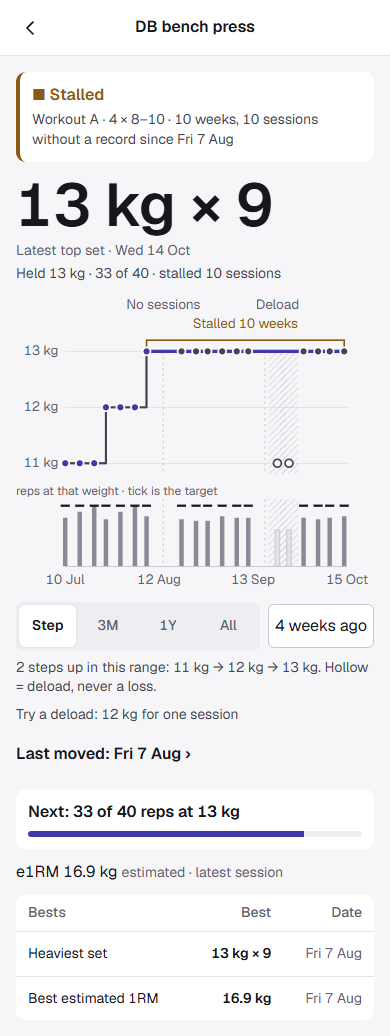 DB bench press
■ Stalled
Workout A · 4 × 8–10 · 10 weeks, 10 sessions
without a record since Fri 7 Aug
13 kg × 9
Latest top set · Wed 14 Oct
Held 13 kg · 33 of 40 · stalled 10 sessions
No sessions Deload
Stalled 10 weeks
13 kg
12 kg
11 kg
reps at that weight · tick is the target
10 Jul 12 Aug 13 Sep 15 Oct
Step 3M 1Y All 4 weeks ago
2 steps up in this range: 11 kg → 12 kg → 13 kg. Hollow
= deload, never a loss.
Try a deload: 12 kg for one session
Last moved: Fri 7 Aug ›
Next: 33 of 40 reps at 13 kg
e1RM 16.9 kg estimated · latest session
Bests Best Date
Heaviest set 13 kg × 9 Fri 7 Aug
Best estimated 1RM 16.9 kg Fri 7 Aug